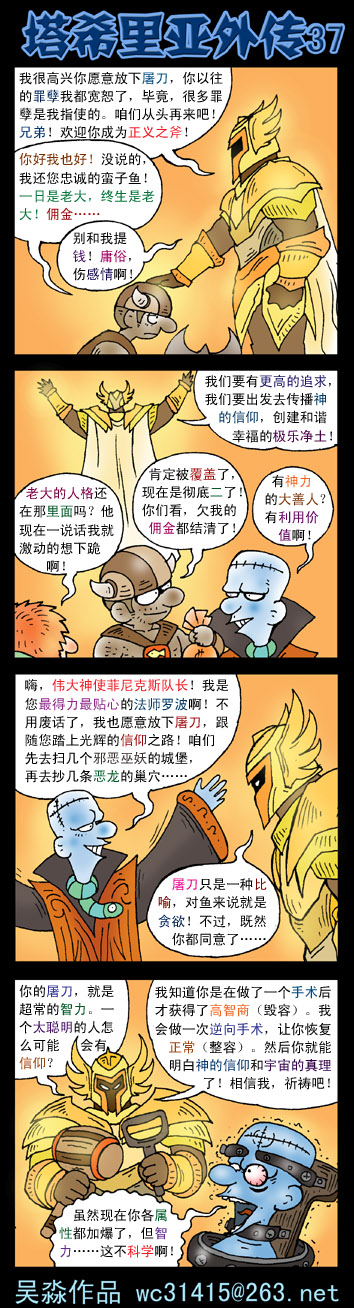 塔希里亚外传37
我很高兴你愿意放下屠刀，你以往
的罪孽我都宽恕了，毕竟，很多罪
孽是我指使的。咱们从头再来吧！
兄弟！欢迎你成为正义之斧！
你好我也好！没说的，
我还您忠诚的蛮子鱼！
一日是老大，终生是老
大！佣金……
别和我提
钱！庸俗，
伤感情啊！
我们要有更高的追求，
我们要出发去传播神
的信仰，创建和谐
幸福的极乐净土！
老大的人格还
在那里面吗？他
现在一说话我就
激动的想下跪
啊！
肯定被覆盖了，
现在是彻底二了！
你们看，欠我的
佣金都结清了！
有神力
的大善人？
有利用价
值啊！
嗨，伟大神使菲尼克斯队长！我是
您最得力最贴心的法师罗波啊！不
用废话了，我也愿意放下屠刀，跟
随您踏上光辉的信仰之路！咱们
先去扫几个邪恶巫妖的城堡，
再去抄几条恶龙的巢穴……
屠刀只是一种比
喻，对鱼来说就是
贪欲！不过，既然
你都同意了……
你的屠刀，就是
超常的智力。一
个太聪明的人怎
么可能 会有
信仰？
我知道你是在做了一个手术后
才获得了高智商（毁容）。我
会做一次逆向手术，让你恢复
正常（整容）。然后你就能
明白神的信仰和宇宙的真理
了！相信我，祈祷吧！
虽然现在你各属
性都加爆了，但智
力……这不科学啊！
吴淼作品 wc31415@263.net